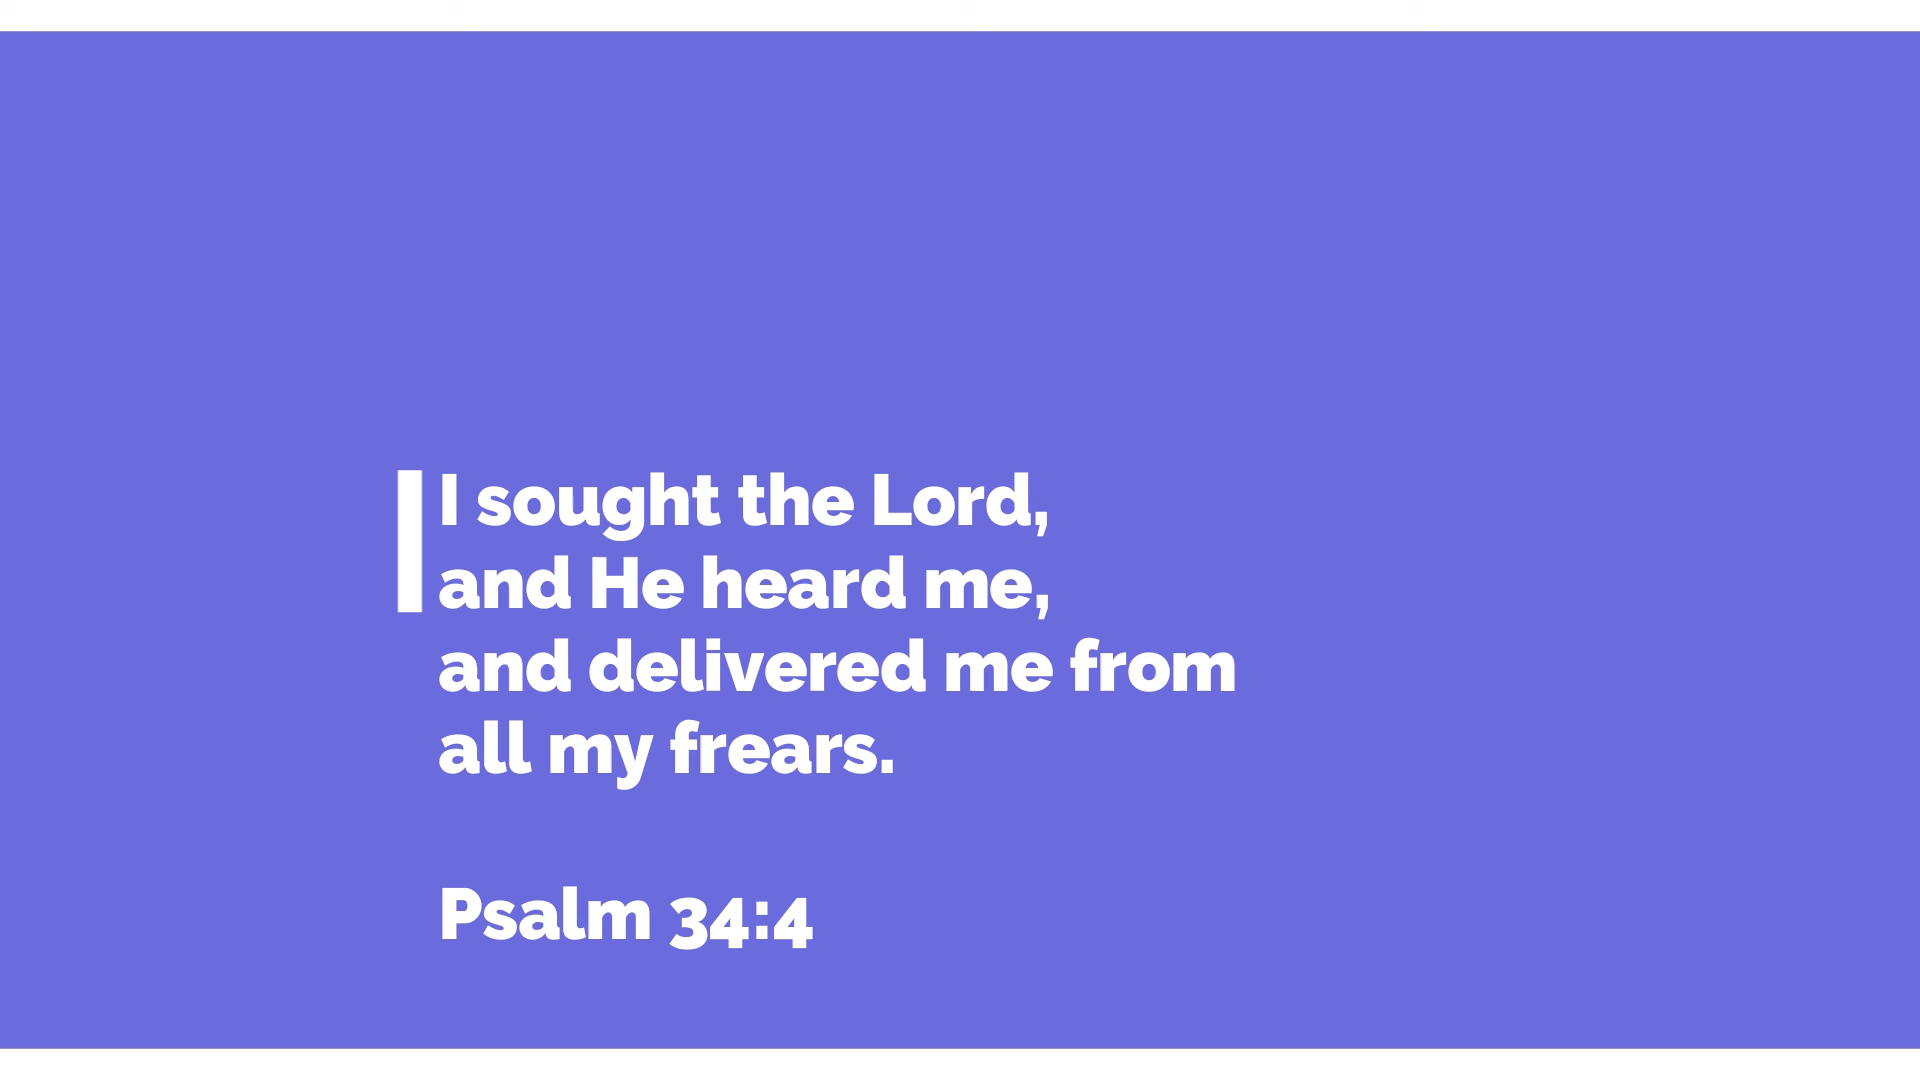 I sought the Lord,
and He heard me,
and delivered me from
all my frears.
Psalm 34:4